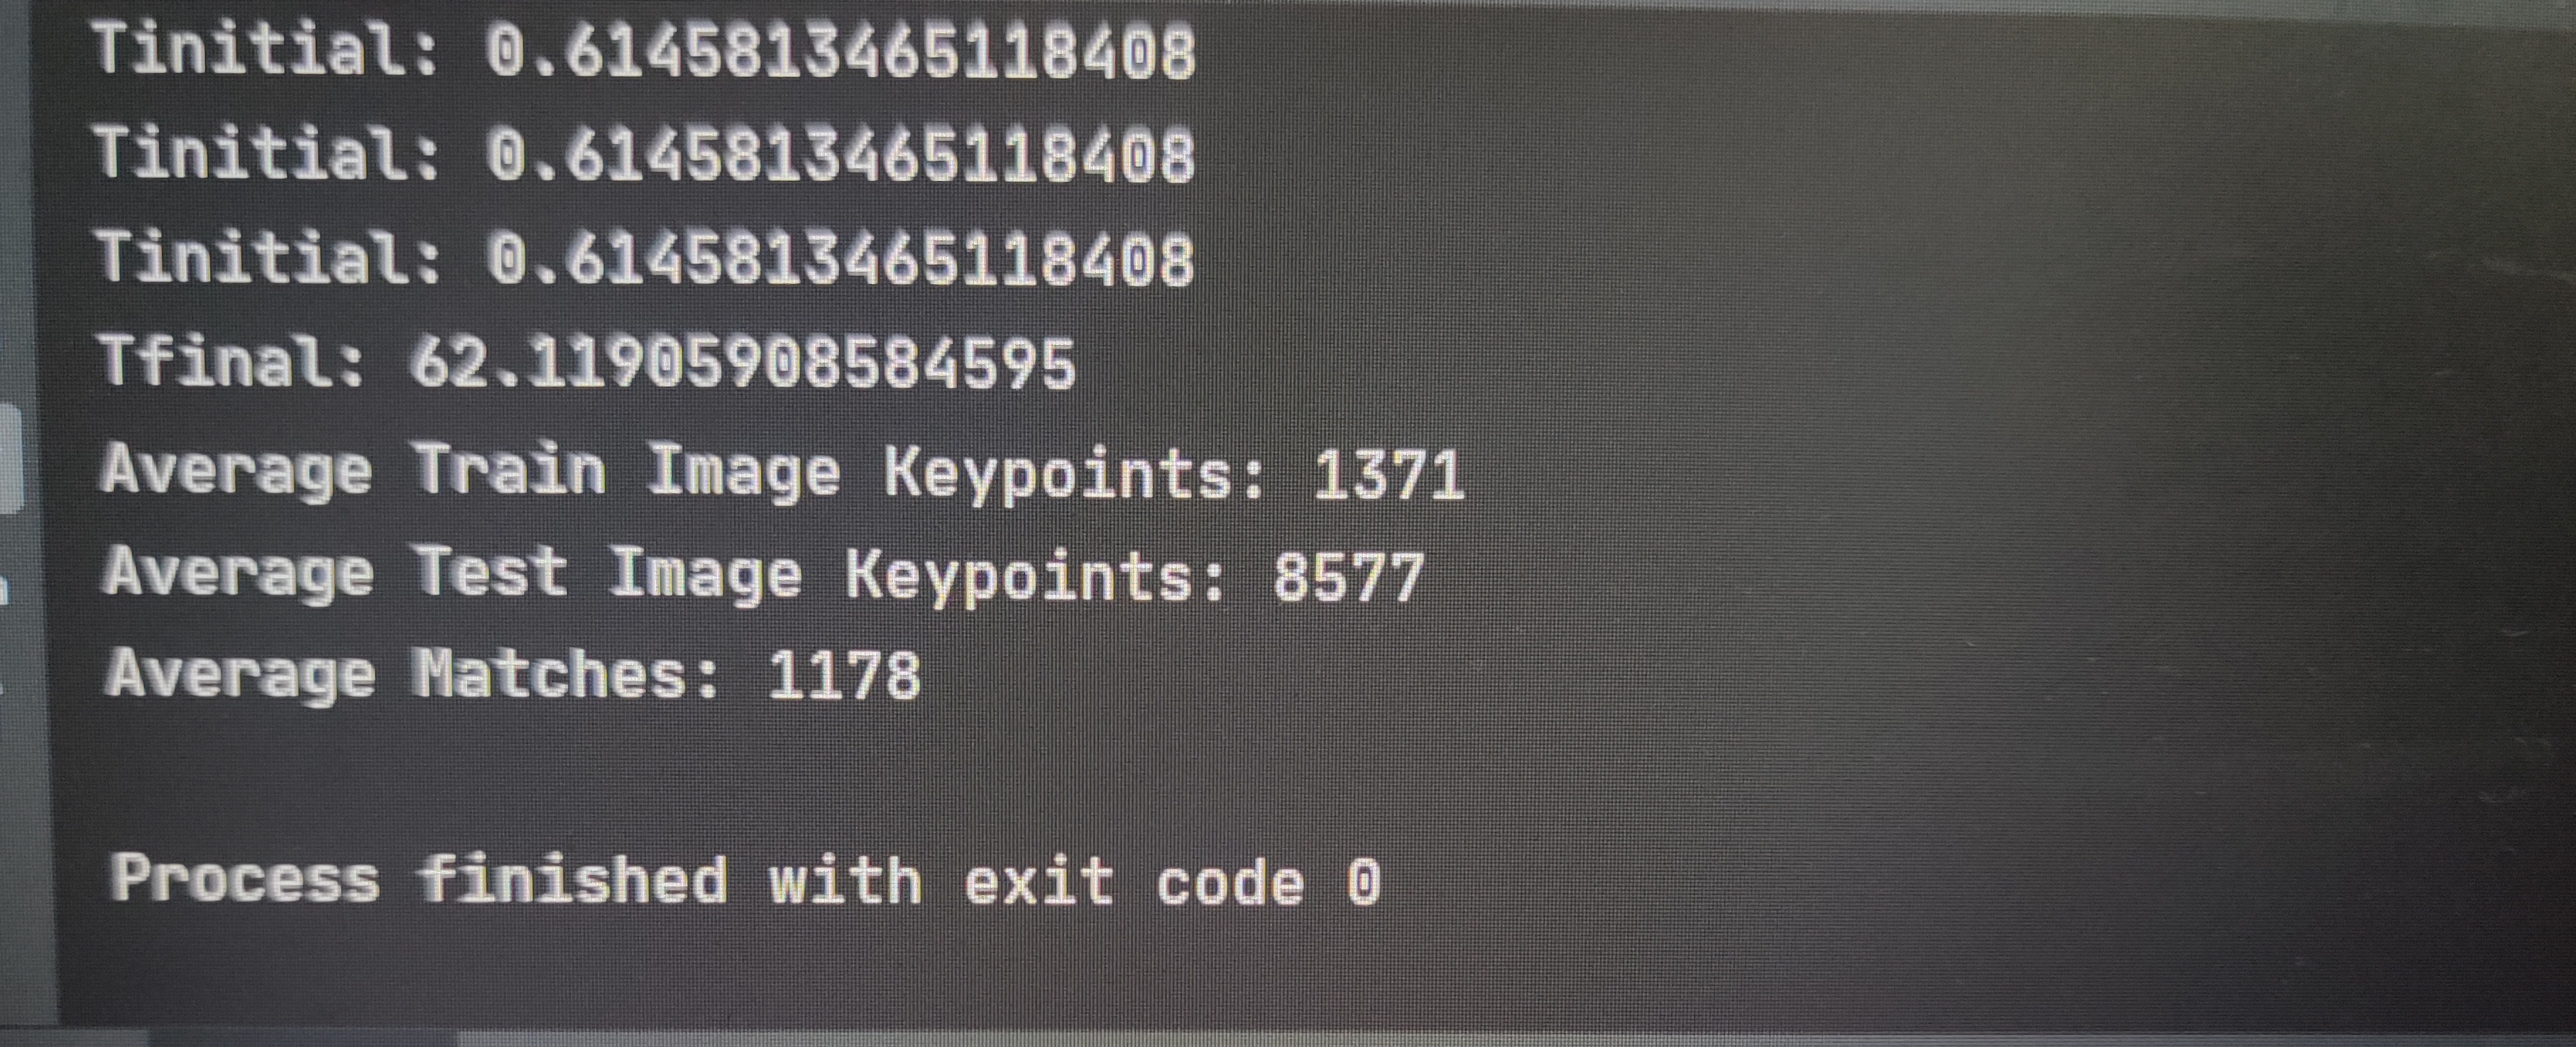 Tinitial: 0.6145813465118408
Tinitial: 0.6145813465118408
Tinitial: 0.6145813465118408
Tfinal: 62.11905908584595
Average Train Image Keypoints: 1371
Average Test Image Keypoints: 8577
Average Matches: 1178
Process finished with exit code 0